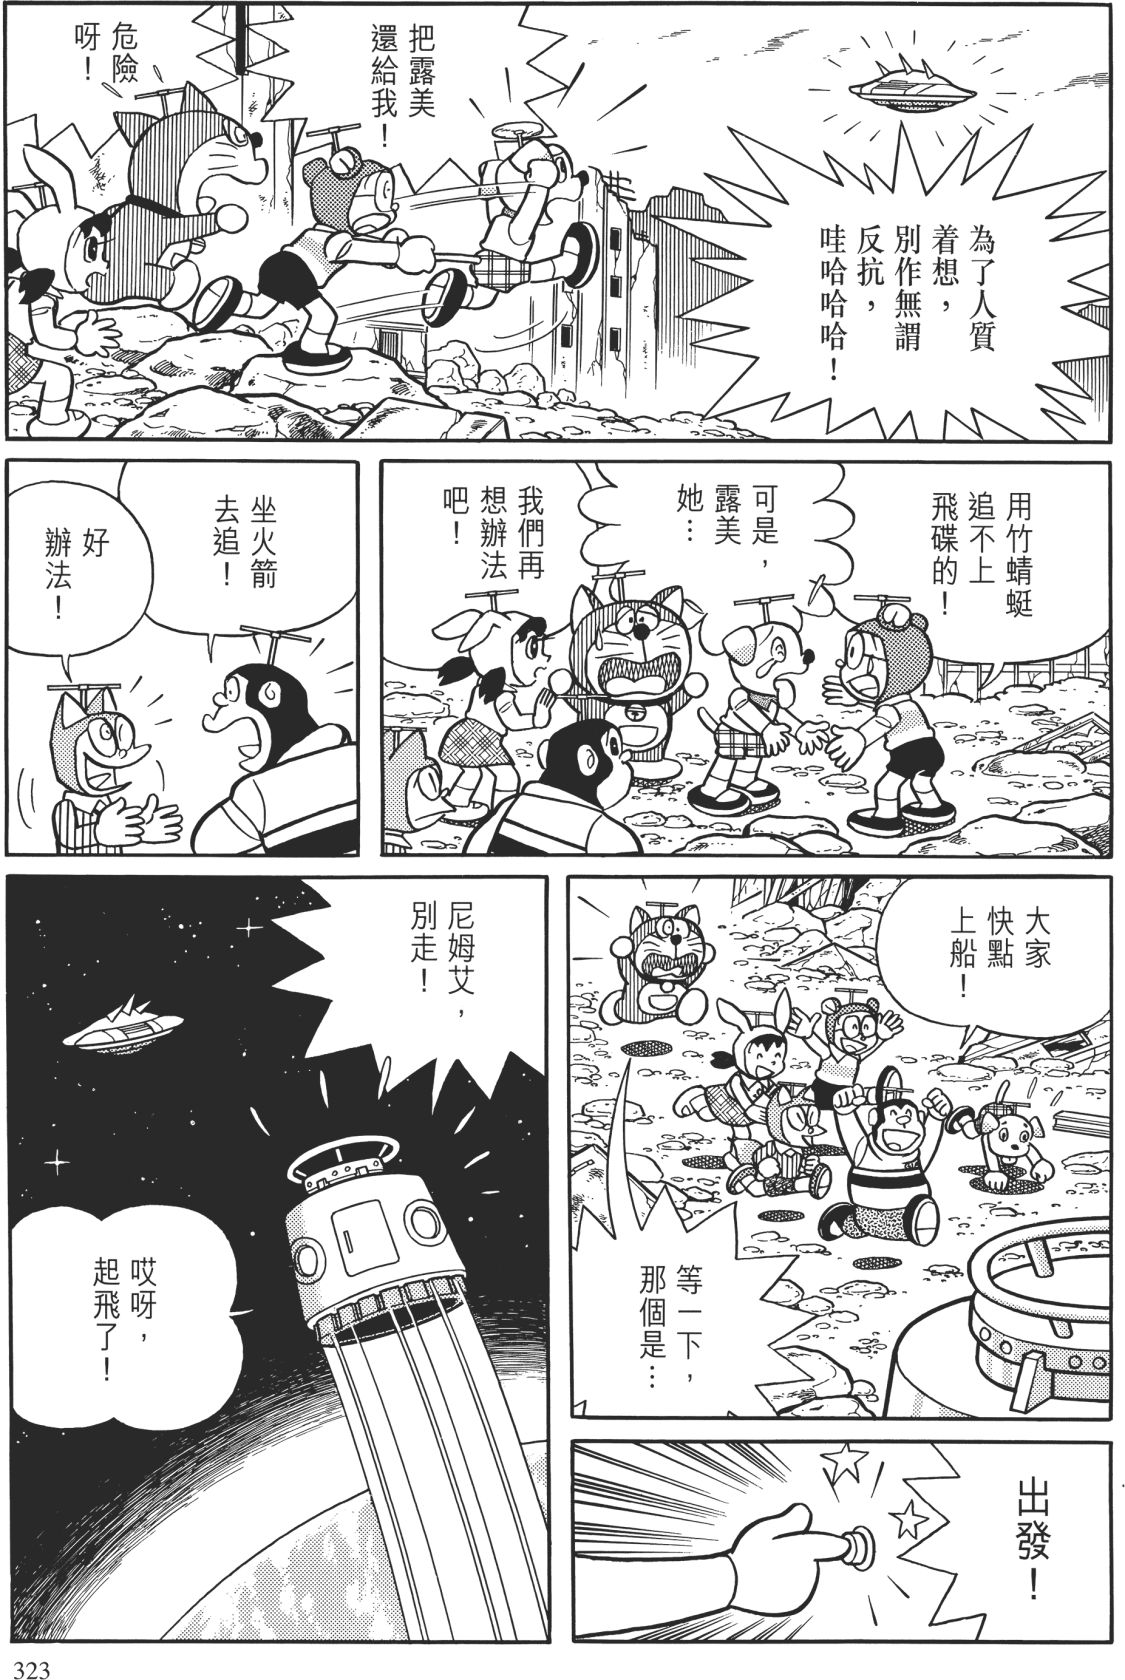 為了人質
着想，
別作無謂
反抗，
哇哈哈哈！
把露美
還給我！
危險
呀！
用竹蜻蜓
追不上
飛碟的！
可是，
露美
她…
我們再
想辦法
吧！
坐火箭
去追！
好
辦法！
大家
快點
上船！
等一下，
那個是…
出發！
尼姆艾，
別走！
哎呀，
起飛了！
323